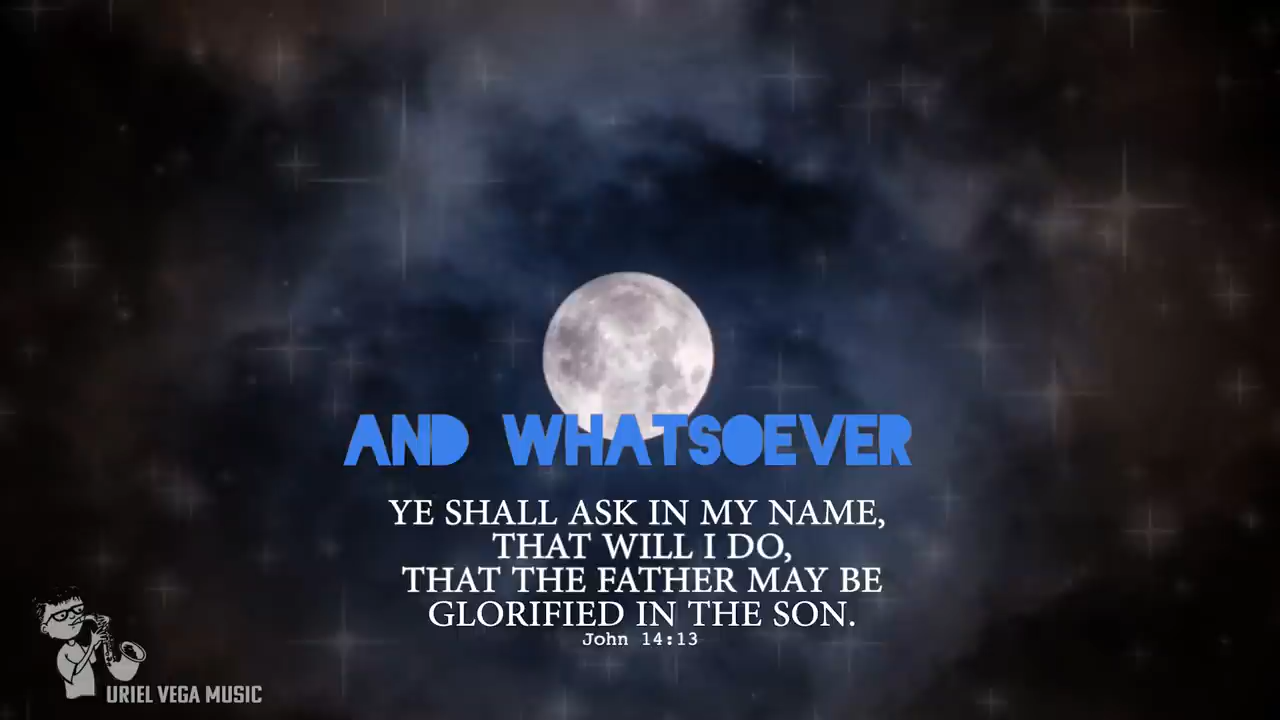 AND WHATSOEVER
YE SHALL ASK IN MY NAME,
THAT WILL I DO,
THAT THE FATHER MAY BE
GLORIFIED IN THE SON.
John 14:13
URIEL VEGA MUSIC